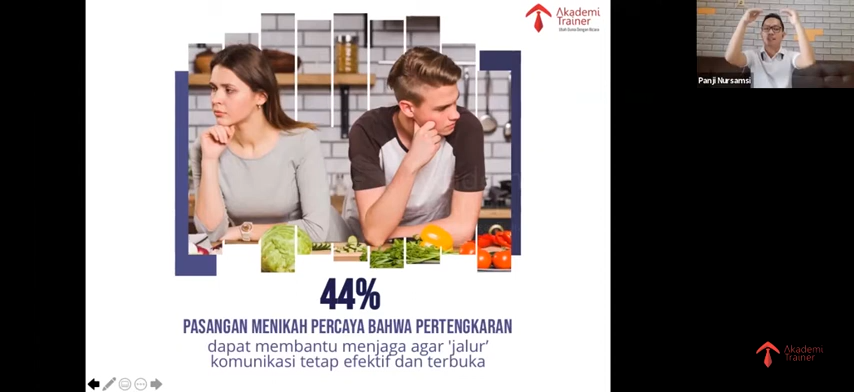 Akademi
Trainer
Panji Nursamsi
44%
PASANGAN MENIKAH PERCAYA BAHWA PERTENGKARAN
dapat membantu menjaga agar 'jalur'
komunikasi tetap efektif dan terbuka
Akademi
Trainer